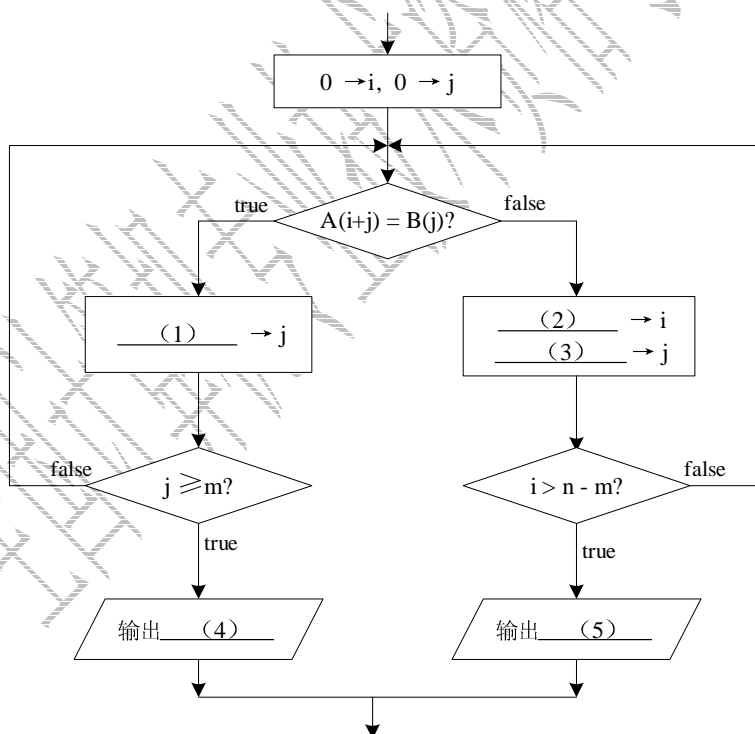 0 →i, 0 → j
true
A(i+j) = B(j)?
false
（1） → j
（2） → i
（3） → j
false
j ⩾m?
true
i > n - m?
false
true
输出 （4）
输出 （5）